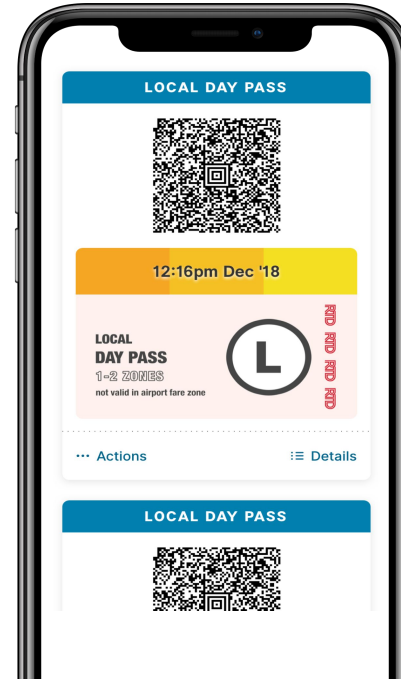 LOCAL DAY PASS
12:16pm Dec '18
LOCAL
DAY PASS
1-2 ZONES
not valid in airport fare zone
L
RTD RTD RTD RTD
••• Actions
Details
LOCAL DAY PASS